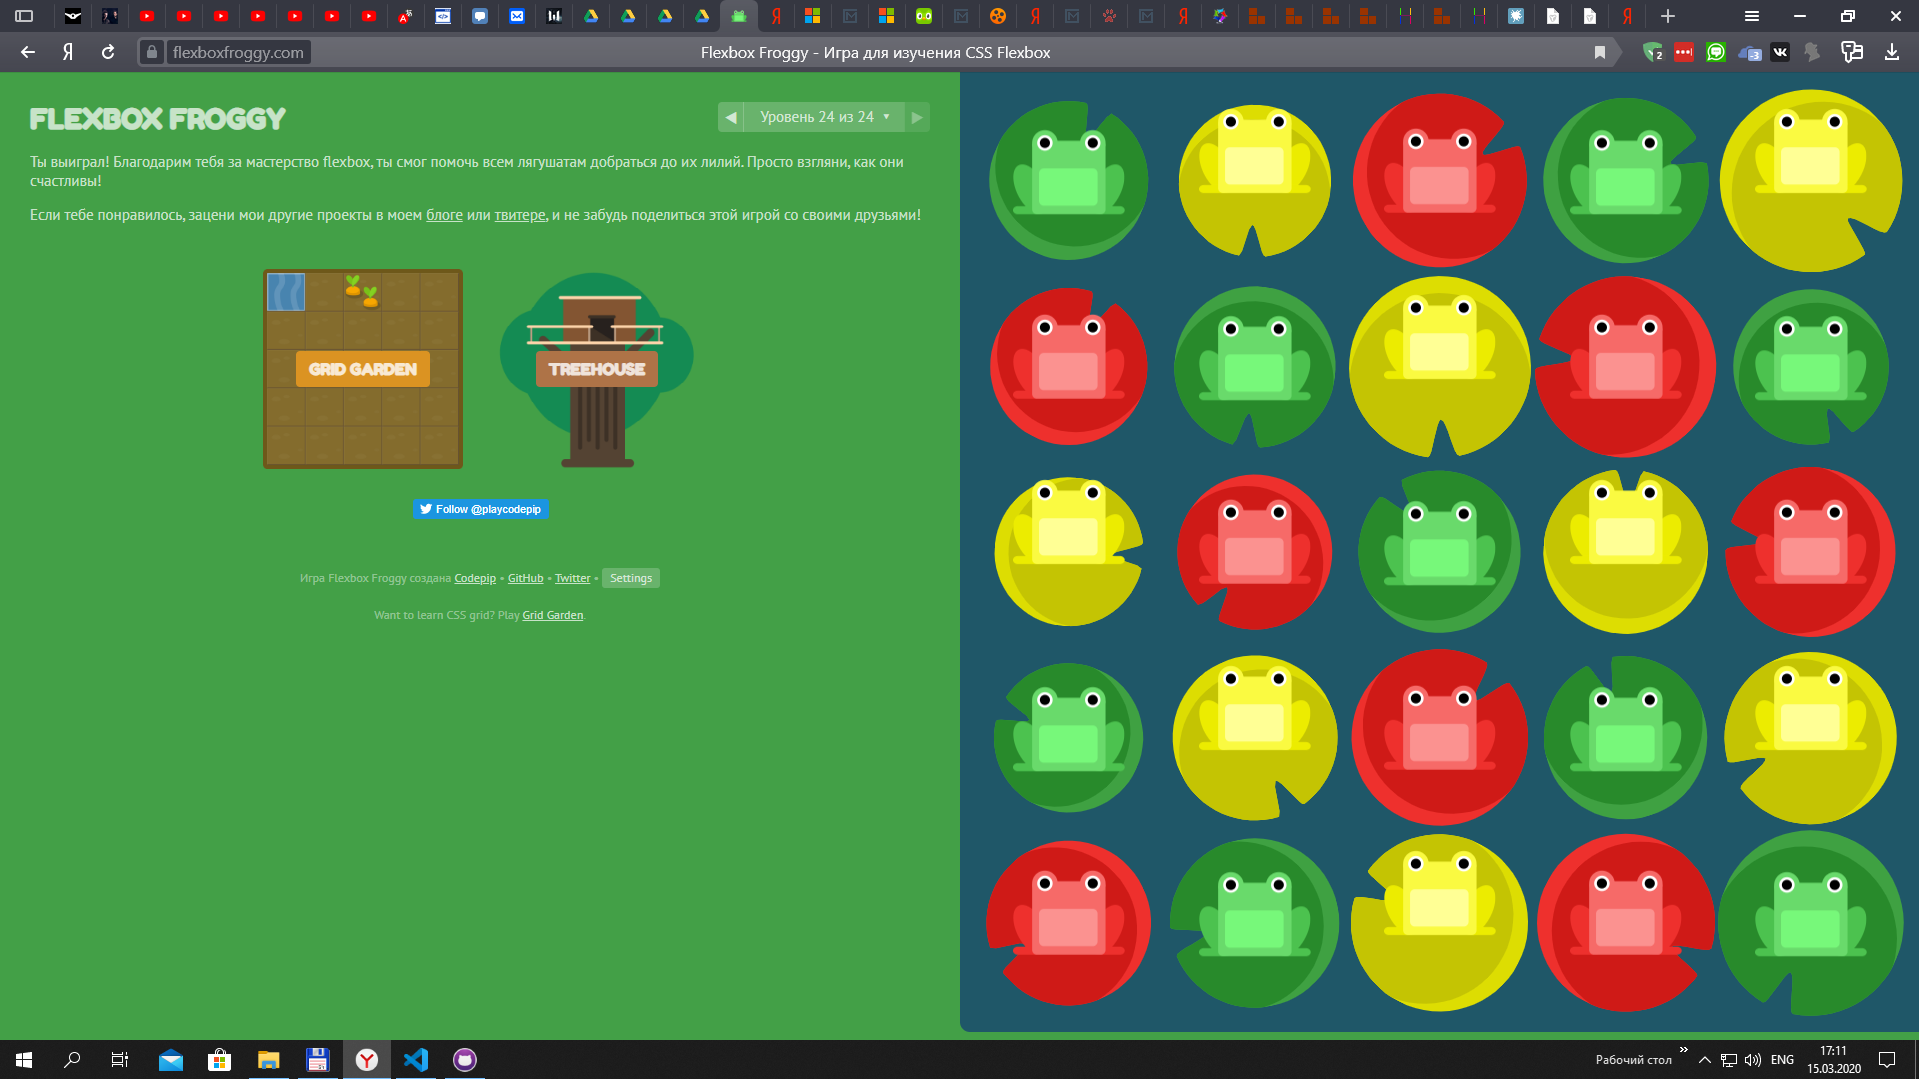 flexboxfroggy.com
Flexbox Froggy - Игра для изучения CSS Flexbox
2
-3
FLEXBOX FROGGY
Уровень 24 из 24
Ты выиграл! Благодарим тебя за мастерство flexbox, ты смог помочь всем лягушатам добраться до их лилий. Просто взгляни, как они
счастливы!
Если тебе понравилось, зацени мои другие проекты в моем блоге или твитере, и не забудь поделиться этой игрой со своими друзьями!
GRID GARDEN
TREEHOUSE
Follow @playcodepip
Игра Flexbox Froggy создана Codepip • GitHub • Twitter • Settings
Want to learn CSS grid? Play Grid Garden.
Рабочий стол
ENG
17:11
15.03.2020